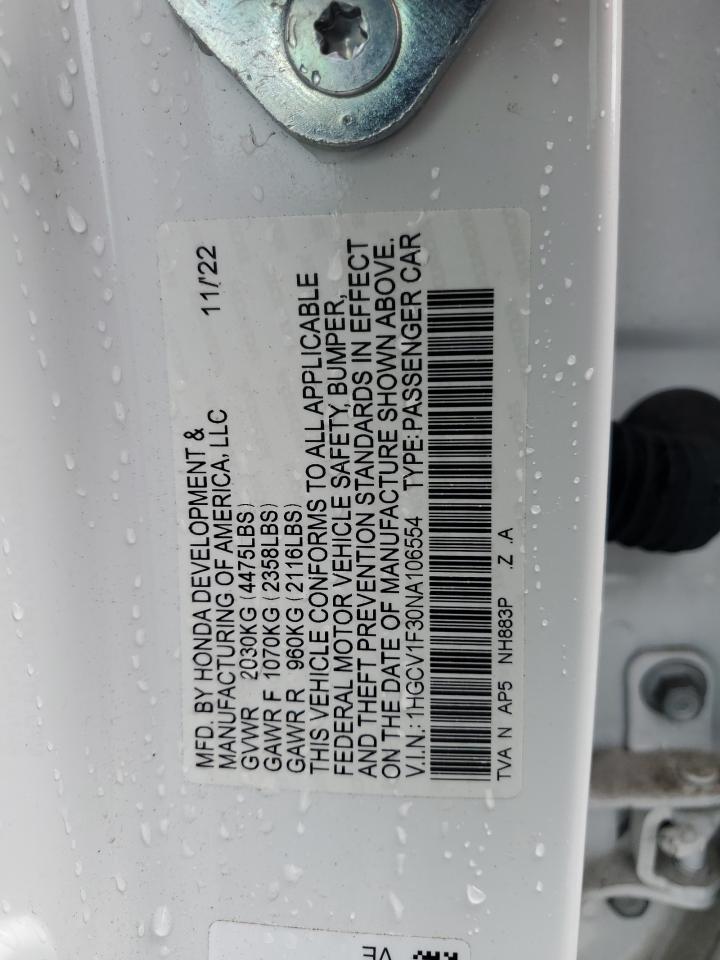 11/'22
MFD. BY HONDA DEVELOPMENT &
MANUFACTURING OF AMERICA, LLC
GVWR 2030KG (4475LBS)
GAWR F 1070KG (2358LBS)
GAWR R 960KG (2116LBS)
THIS VEHICLE CONFORMS TO ALL APPLICABLE
FEDERAL MOTOR VEHICLE SAFETY, BUMPER,
AND THEFT PREVENTION STANDARDS IN EFFECT
ON THE DATE OF MANUFACTURE SHOWN ABOVE.
V.I.N.: 1HGCV1F30NA106554 TYPE: PASSENGER CAR
TVA N AP5 NH883P .Z .A
VE